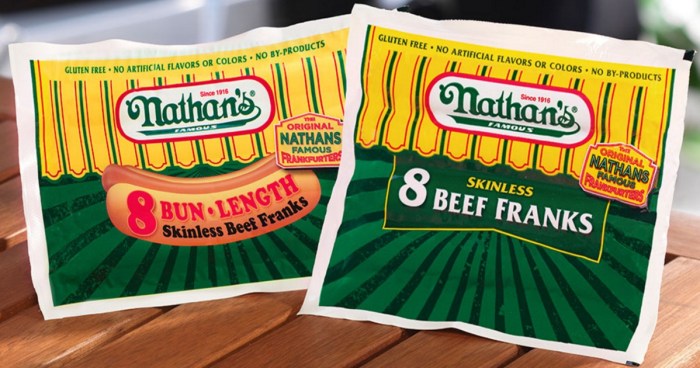 GLUTEN FREE • NO ARTIFICIAL FLAVORS OR COLORS • NO BY-PRODUCTS
Since 1916
Nathan's®
FAMOUS
THE
ORIGINAL
NATHANS
FAMOUS
FRANKFURTERS
8 BUN • LENGTH
Skinless Beef Franks
GLUTEN FREE • NO ARTIFICIAL FLAVORS OR COLORS • NO BY-PRODUCTS
Since 1916
Nathan's®
FAMOUS
THE
ORIGINAL
NATHANS
FAMOUS
FRANKFURTERS
SKINLESS
8 BEEF FRANKS